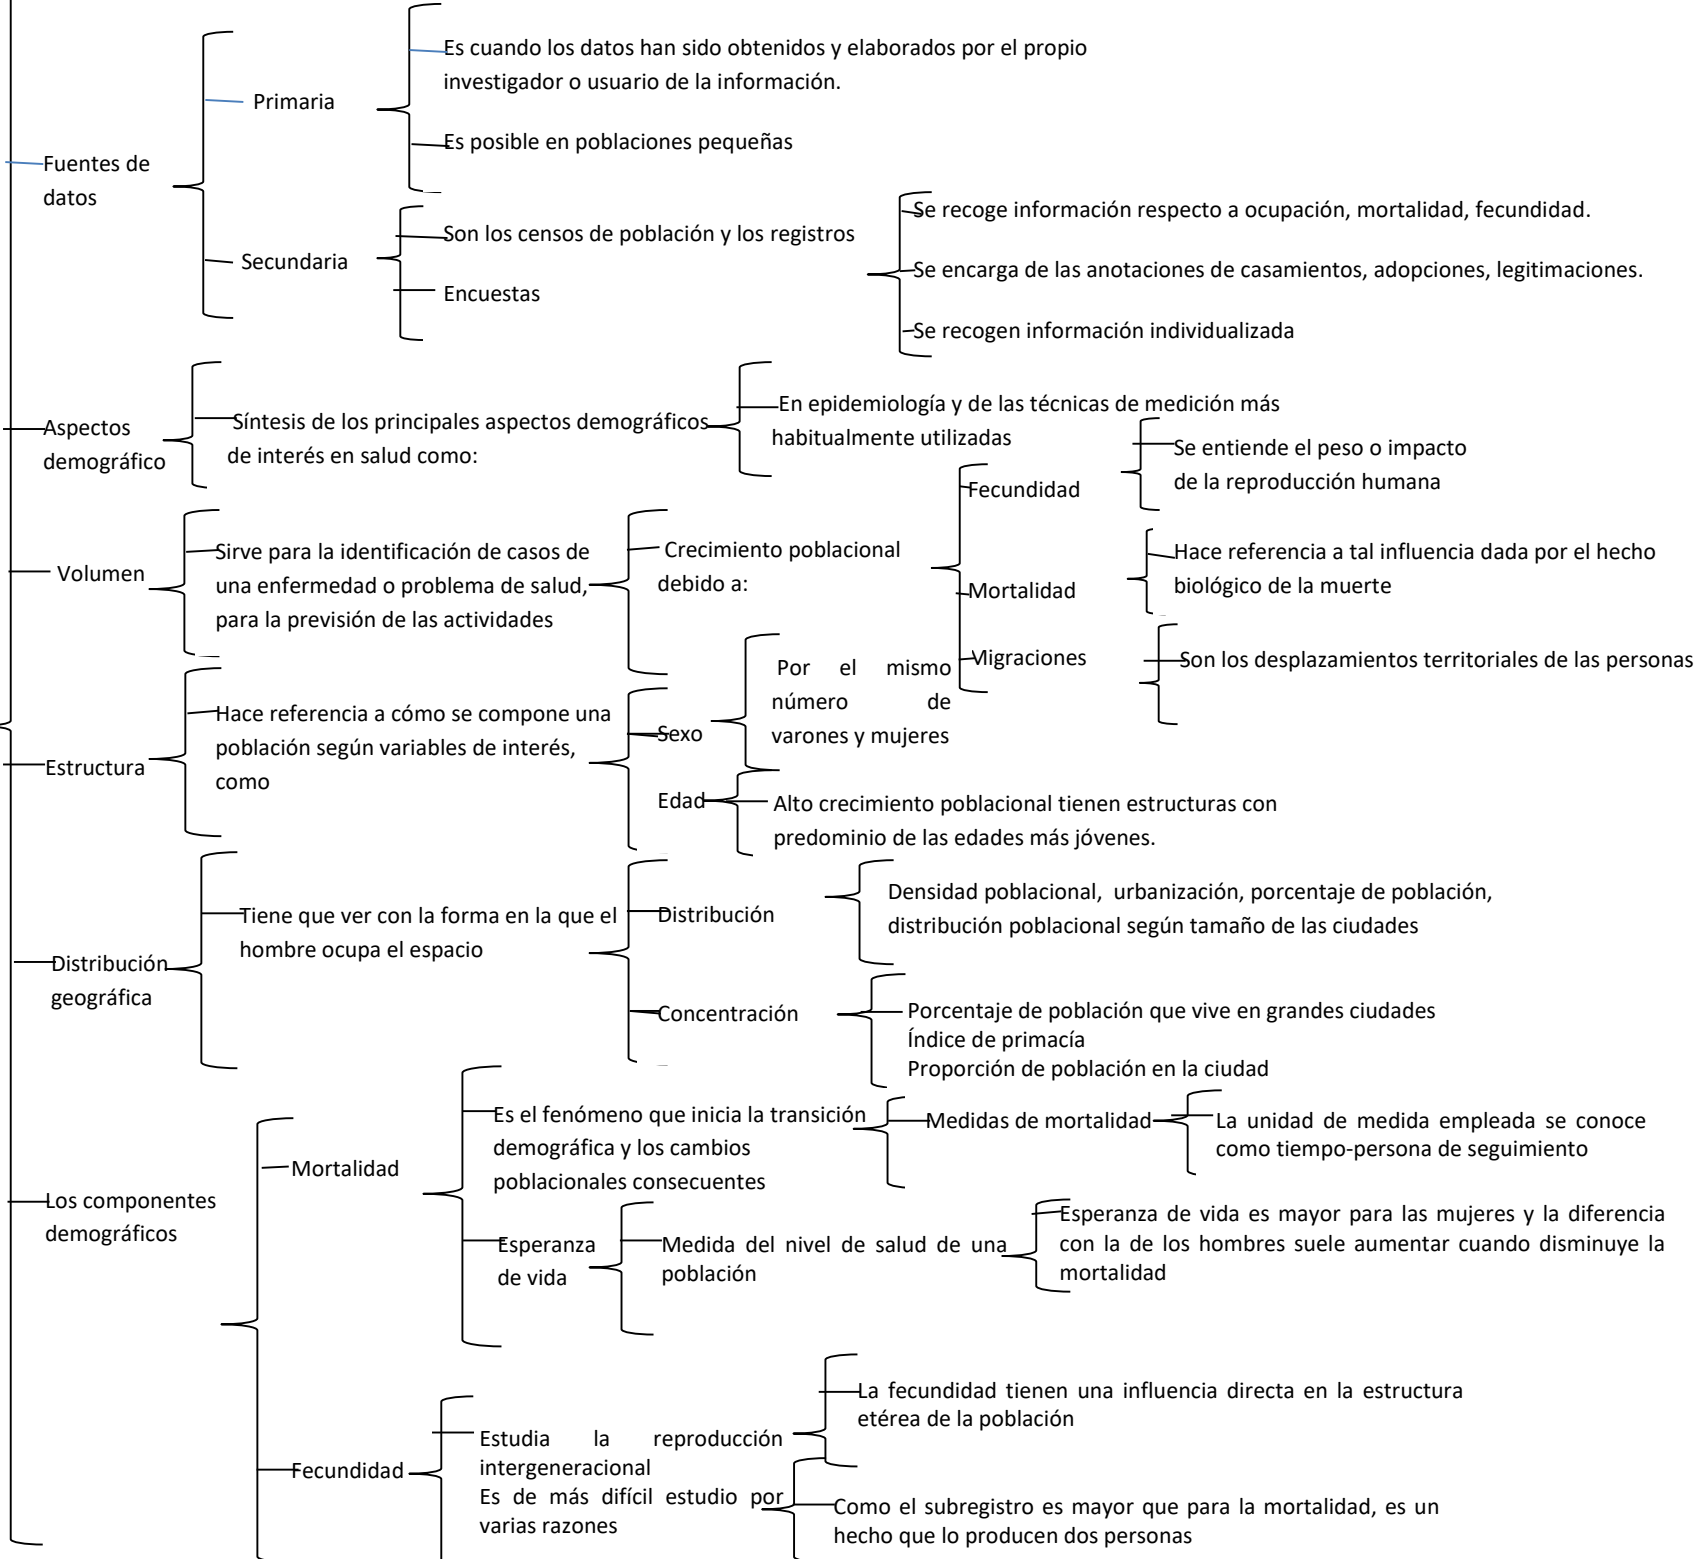 Fuentes de
datos
Primaria
Es cuando los datos han sido obtenidos y elaborados por el propio
investigador o usuario de la información.
Es posible en poblaciones pequeñas
Secundaria
Son los censos de población y los registros
Encuestas
Se recoge información respecto a ocupación, mortalidad, fecundidad.
Se encarga de las anotaciones de casamientos, adopciones, legitimaciones.
Se recogen información individualizada
Aspectos
demográfico
Síntesis de los principales aspectos demográficos
de interés en salud como:
En epidemiología y de las técnicas de medición más
habitualmente utilizadas
Volumen
Sirve para la identificación de casos de
una enfermedad o problema de salud,
para la previsión de las actividades
Crecimiento poblacional
debido a:
Fecundidad
Se entiende el peso o impacto
de la reproducción humana
Mortalidad
Hace referencia a tal influencia dada por el hecho
biológico de la muerte
Migraciones
Son los desplazamientos territoriales de las personas
Estructura
Hace referencia a cómo se compone una
población según variables de interés,
como
Sexo
Por el mismo
número de
varones y mujeres
Edad
Alto crecimiento poblacional tienen estructuras con
predominio de las edades más jóvenes.
Distribución
geográfica
Tiene que ver con la forma en la que el
hombre ocupa el espacio
Distribución
Densidad poblacional, urbanización, porcentaje de población,
distribución poblacional según tamaño de las ciudades
Concentración
Porcentaje de población que vive en grandes ciudades
Índice de primacía
Proporción de población en la ciudad
Los componentes
demográficos
Mortalidad
Es el fenómeno que inicia la transición
demográfica y los cambios
poblacionales consecuentes
Medidas de mortalidad
La unidad de medida empleada se conoce
como tiempo-persona de seguimiento
Esperanza
de vida
Medida del nivel de salud de una
población
Esperanza de vida es mayor para las mujeres y la diferencia
con la de los hombres suele aumentar cuando disminuye la
mortalidad
Fecundidad
Estudia la reproducción
intergeneracional
Es de más difícil estudio por
varias razones
La fecundidad tienen una influencia directa en la estructura
etérea de la población
Como el subregistro es mayor que para la mortalidad, es un
hecho que lo producen dos personas